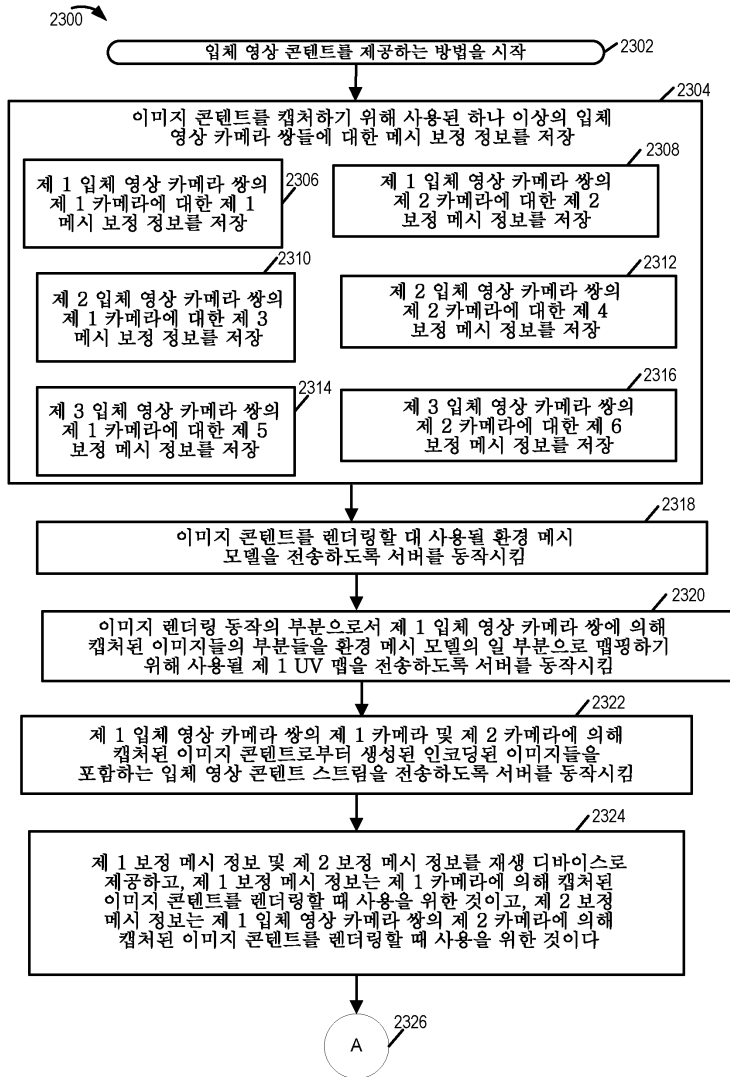 2300
입체 영상 콘텐트를 제공하는 방법을 시작
2302
2304
이미지 콘텐트를 캡처하기 위해 사용된 하나 이상의 입체
영상 카메라 쌍들에 대한 메시 보정 정보를 저장
2306
제 1 입체 영상 카메라 쌍의
제 1 카메라에 대한 제 1
메시 보정 정보를 저장
2308
제 1 입체 영상 카메라 쌍의
제 2 카메라에 대한 제 2
보정 메시 정보를 저장
2310
제 2 입체 영상 카메라 쌍의
제 1 카메라에 대한 제 3
메시 보정 정보를 저장
2312
제 2 입체 영상 카메라 쌍의
제 2 카메라에 대한 제 4
보정 메시 정보를 저장
2314
제 3 입체 영상 카메라 쌍의
제 1 카메라에 대한 제 5
보정 메시 정보를 저장
2316
제 3 입체 영상 카메라 쌍의
제 2 카메라에 대한 제 6
보정 메시 정보를 저장
2318
이미지 콘텐트를 렌더링할 대 사용될 환경 메시
모델을 전송하도록 서버를 동작시킴
2320
이미지 렌더링 동작의 부분으로서 제 1 입체 영상 카메라 쌍에 의해
캡처된 이미지들의 부분들을 환경 메시 모델의 일 부분으로 맵핑하기
위해 사용될 제 1 UV 맵을 전송하도록 서버를 동작시킴
2322
제 1 입체 영상 카메라 쌍의 제 1 카메라 및 제 2 카메라에 의해
캡처된 이미지 콘텐트로부터 생성된 인코딩된 이미지들을
포함하는 입체 영상 콘텐트 스트림을 전송하도록 서버를 동작시킴
2324
제 1 보정 메시 정보 및 제 2 보정 메시 정보를 재생 디바이스로
제공하고, 제 1 보정 메시 정보는 제 1 카메라에 의해 캡처된
이미지 콘텐트를 렌더링할 때 사용을 위한 것이고, 제 2 보정
메시 정보는 제 1 입체 영상 카메라 쌍의 제 2 카메라에 의해
캡처된 이미지 콘텐트를 렌더링할 때 사용을 위한 것이다
A
2326